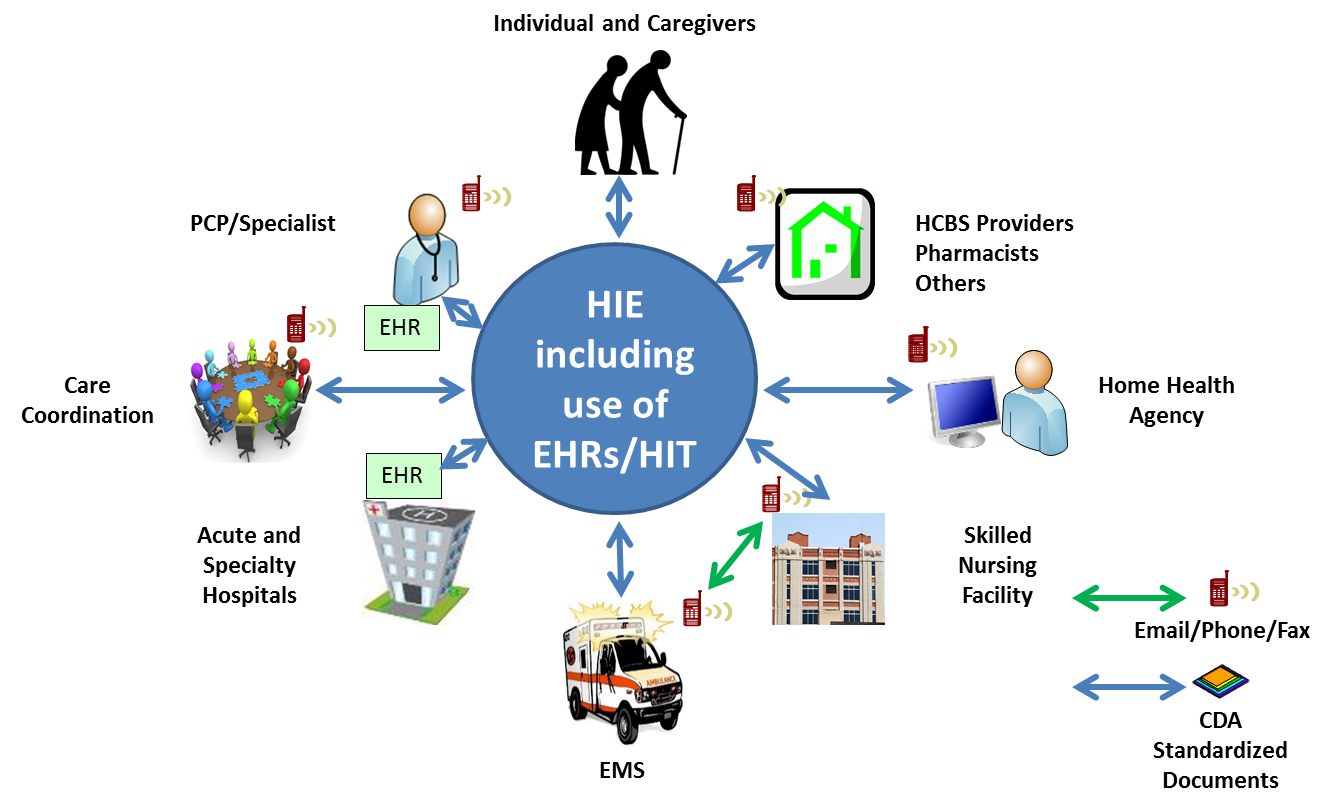 Individual and Caregivers
PCP/Specialist
HCBS Providers
Pharmacists
Others
EHR
HIE
including
use of
EHRs/HIT
Care
Coordination
Home Health
Agency
EHR
Acute and
Specialty
Hospitals
Skilled
Nursing
Facility
AMBULANCE
EMS
Email/Phone/Fax
CDA
Standardized
Documents